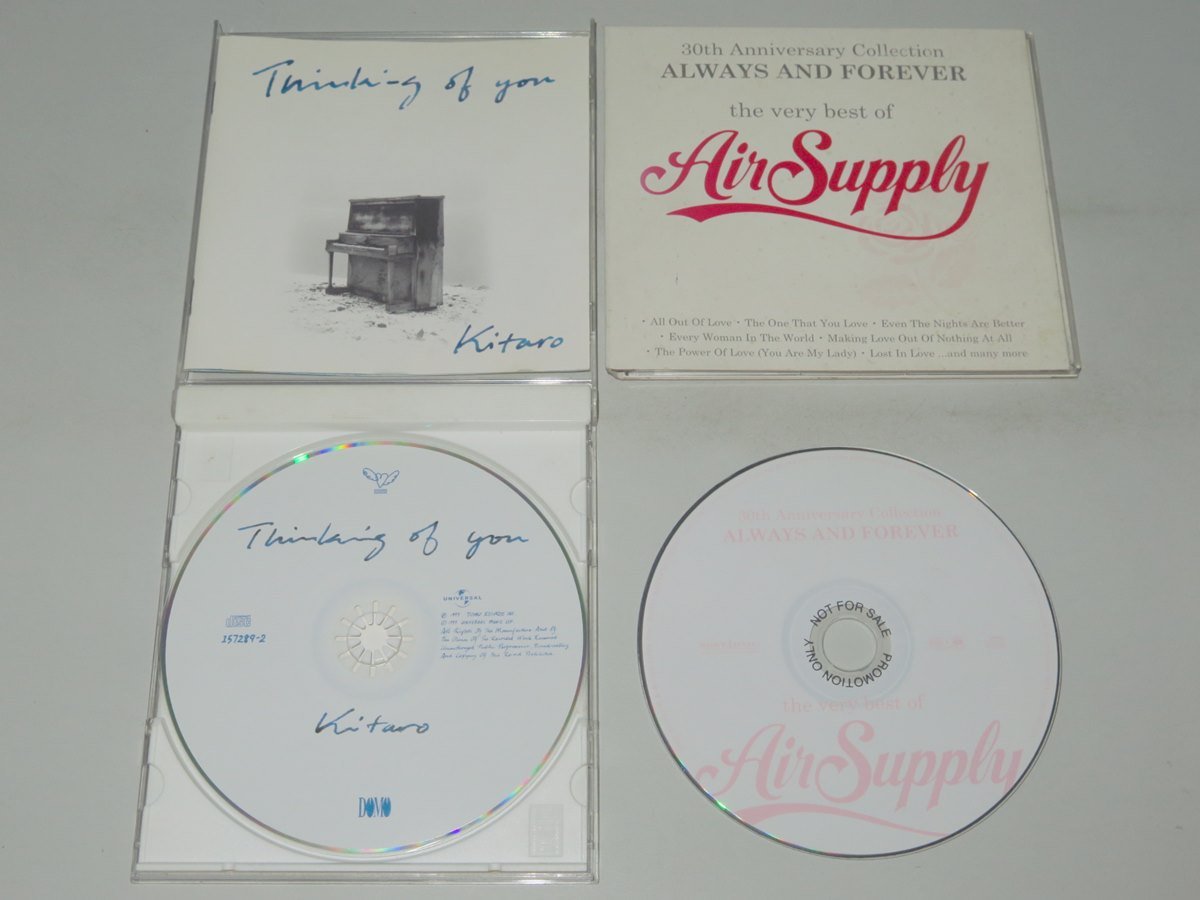 Thinking of you
Kitaro
30th Anniversary Collection
ALWAYS AND FOREVER
the very best of
Air Supply
• All Out Of Love • The One That You Love • Even The Nights Are Better
• Every Woman In The World • Making Love Out Of Nothing At All
• The Power Of Love (You Are My Lady) • Lost In Love ...and many more
Thinking of you
UNIVERSAL
157289-2
Kitaro
DOMO
30th Anniversary Collection
ALWAYS AND FOREVER
NOT FOR SALE
PROMOTION ONLY
the very best of
Air Supply